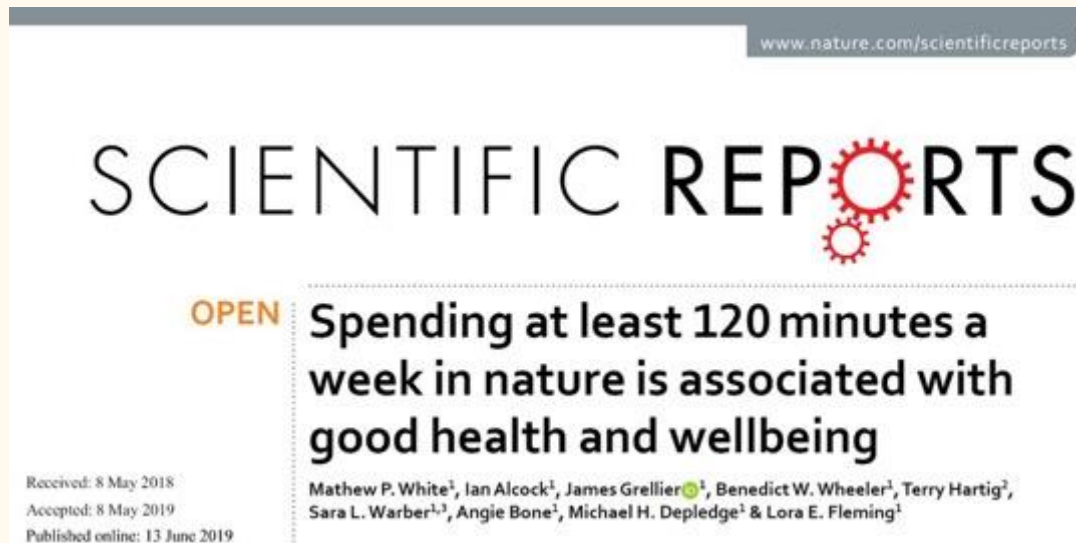 www.nature.com/scientificreports
SCIENTIFIC REPORTS
OPEN
Spending at least 120 minutes a
week in nature is associated with
good health and wellbeing
Received: 8 May 2018
Accepted: 8 May 2019
Published online: 13 June 2019
Mathew P. White¹, Ian Alcock¹, James Grellier¹, Benedict W. Wheeler¹, Terry Hartig²,
Sara L. Warber¹,³, Angie Bone¹, Michael H. Depledge¹ & Lora E. Fleming¹